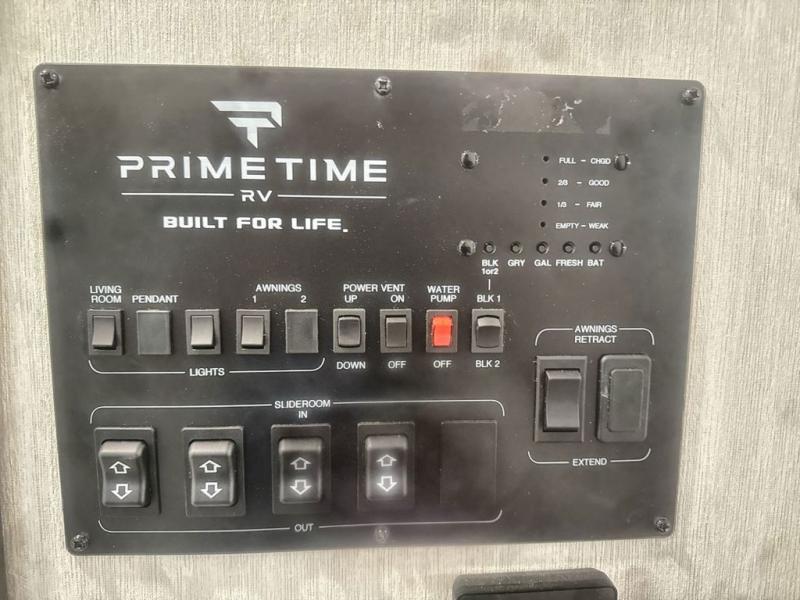 PRIME TIME
RV
BUILT FOR LIFE.
FULL - CHGD
2/3 - GOOD
1/3 - FAIR
EMPTY - WEAK
BLK GRY GAL FRESH BAT
1or2
LIVING
ROOM PENDANT
AWNINGS
1 2
POWER VENT
UP ON
WATER
PUMP
BLK 1
LIGHTS
DOWN OFF OFF BLK 2
AWNINGS
RETRACT
EXTEND
SLIDEROOM
IN
OUT